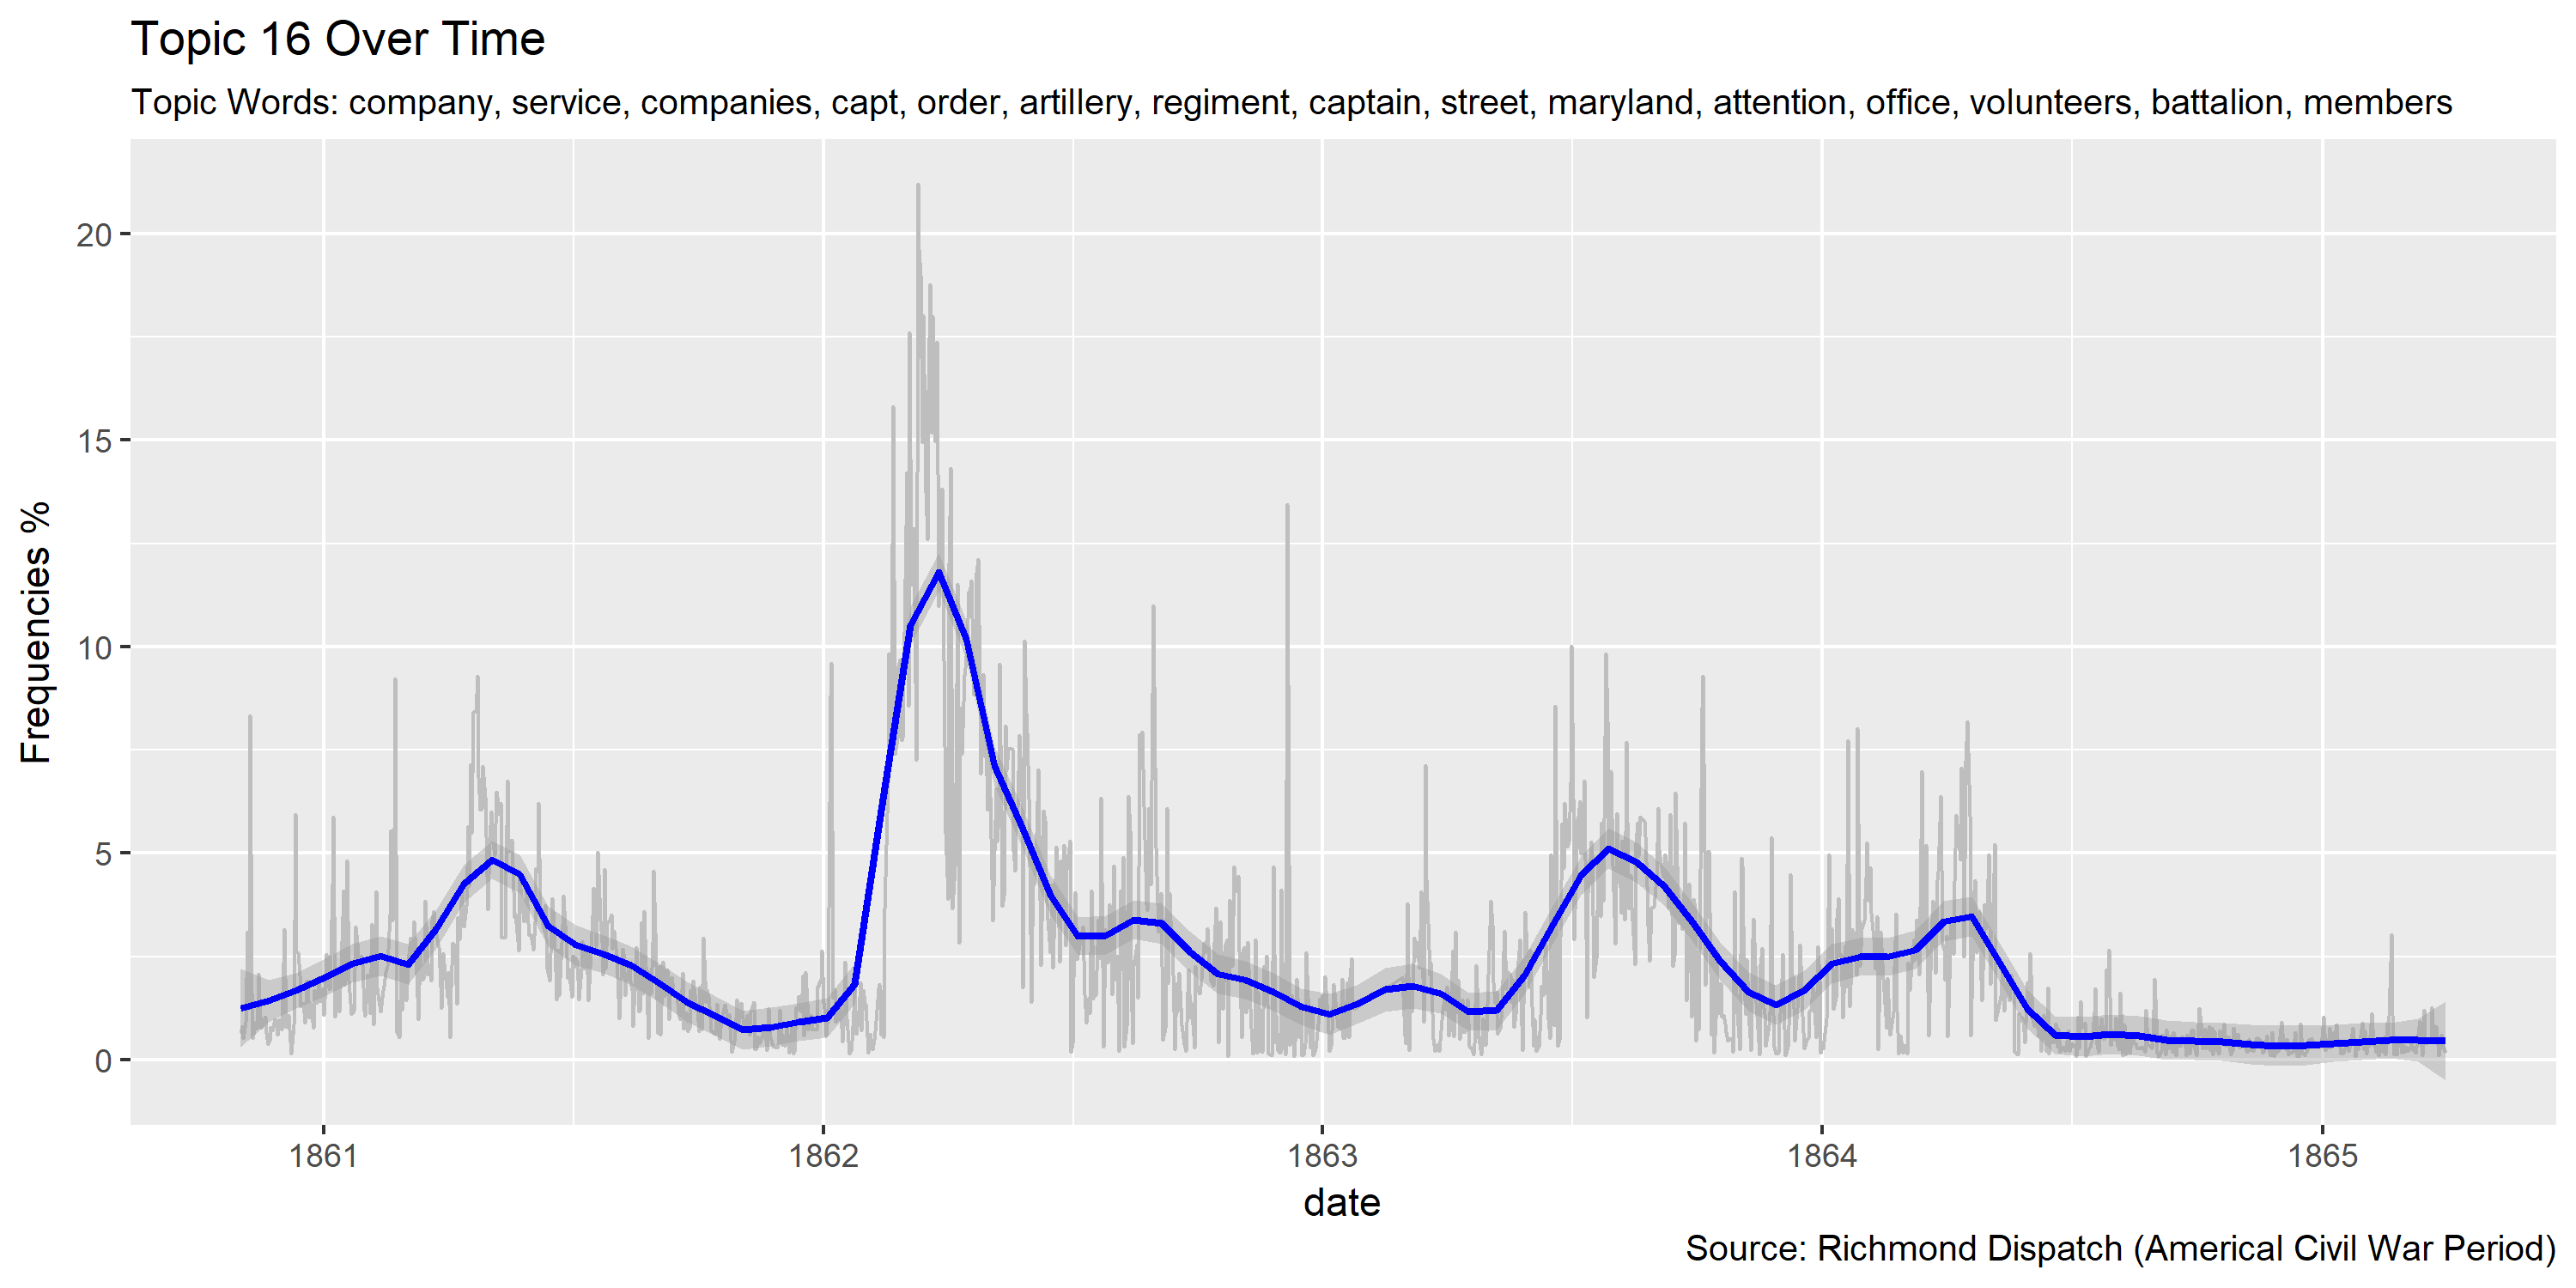 Topic 16 Over Time
Topic Words: company, service, companies, capt, order, artillery, regiment, captain, street, maryland, attention, office, volunteers, battalion, members
Frequencies %
20
15
10
5
0
1861
1862
1863
1864
1865
date
Source: Richmond Dispatch (Americal Civil War Period)